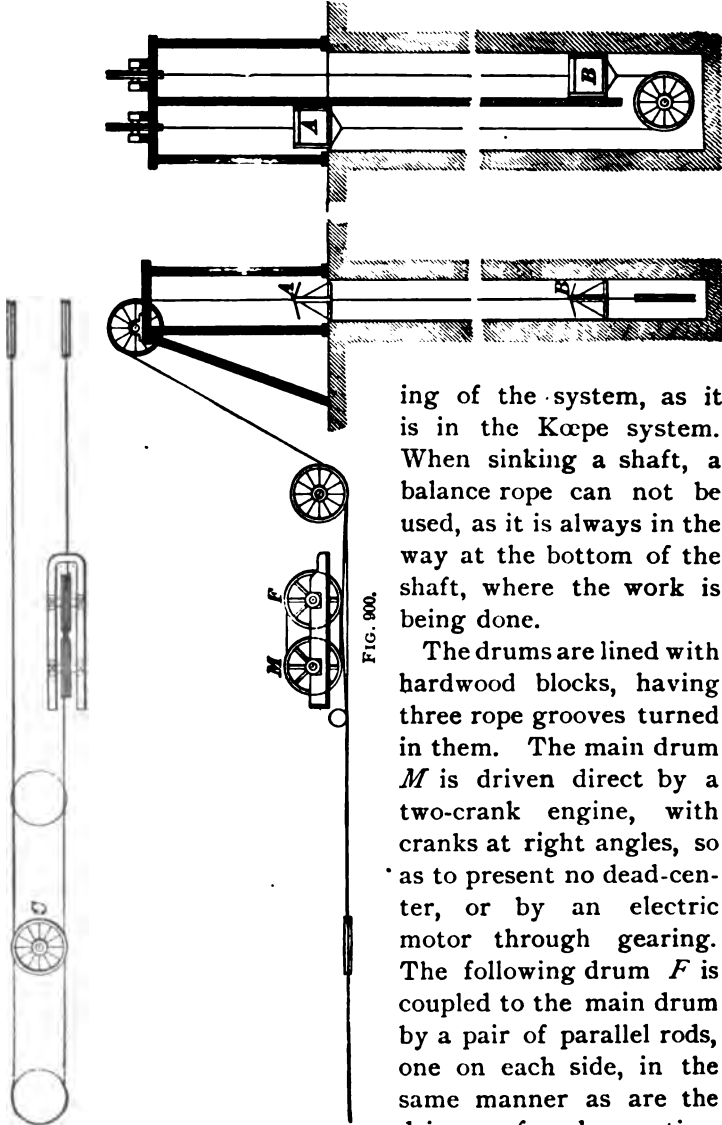 A
B
A
B
F
M
C
FIG. 900.
ing of the system, as it
is in the Kœpe system.
When sinking a shaft, a
balance rope can not be
used, as it is always in the
way at the bottom of the
shaft, where the work is
being done.
The drums are lined with
hardwood blocks, having
three rope grooves turned
in them. The main drum
M is driven direct by a
two-crank engine, with
cranks at right angles, so
as to present no dead-cen-
ter, or by an electric
motor through gearing.
The following drum F is
coupled to the main drum
by a pair of parallel rods,
one on each side, in the
same manner as are the